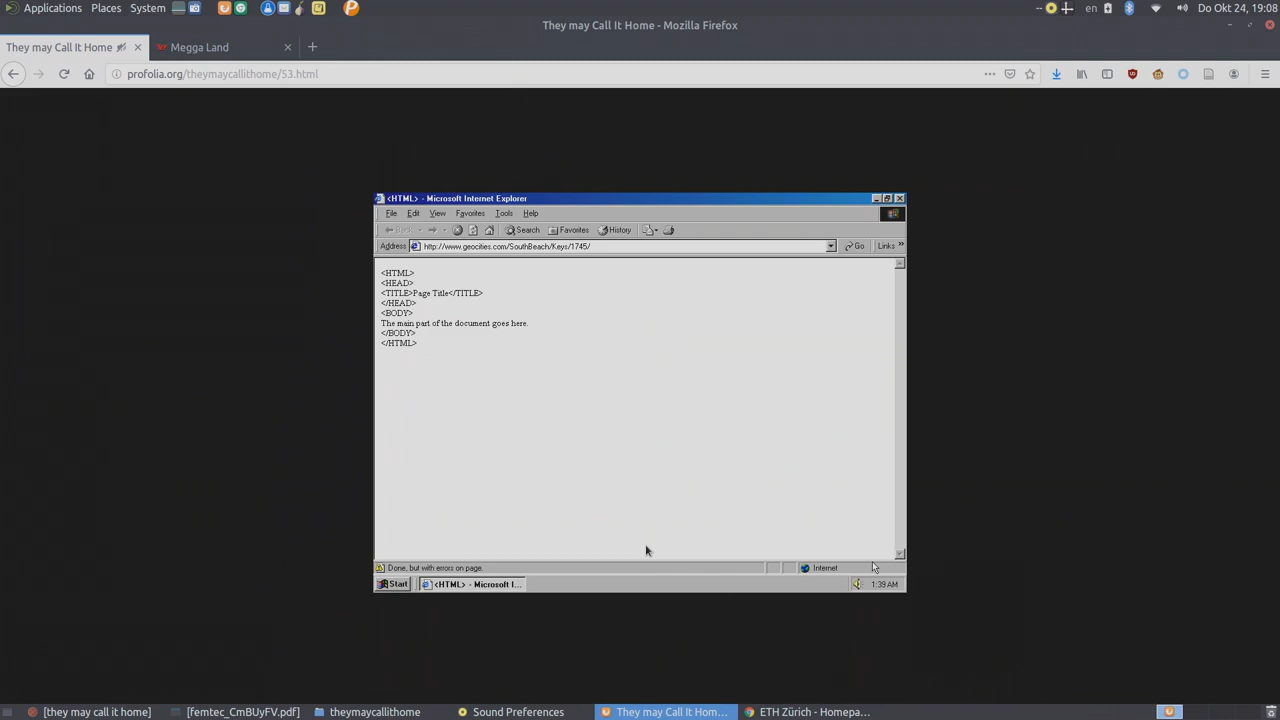 Applications Places System en Do Okt 24, 19:08
They may Call It Home - Mozilla Firefox
They may Call It Home Megga Land
profolia.org/theymaycallithome/53.html
<HTML> - Microsoft Internet Explorer
File Edit View Favorites Tools Help
Back Search Favorites History
Address http://www.geocities.com/SouthBeach/Keys/1745/ Go Links »
<HTML>
<HEAD>
<TITLE>Page Title</TITLE>
</HEAD>
<BODY>
The main part of the document goes here.
</BODY>
</HTML>
Done, but with errors on page. Internet
Start <HTML> - Microsoft I... 1:39 AM
[they may call it home] [femtec_CmBUyFV.pdf] theymaycallithome Sound Preferences They may Call It Hom... ETH Zürich - Homepa...